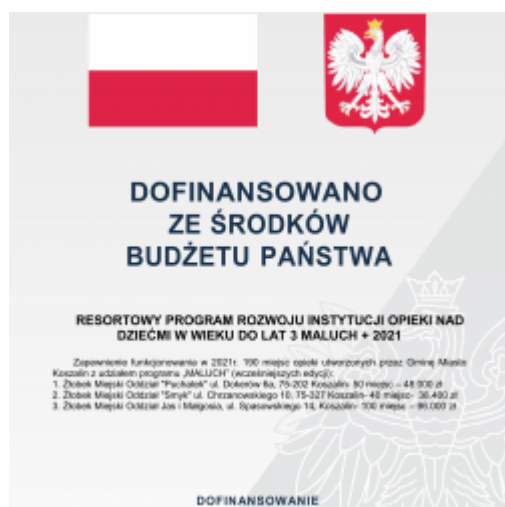 DOFINANSOWANO
ZE ŚRODKÓW
BUDŻETU PAŃSTWA
RESORTOWY PROGRAM ROZWOJU INSTYTUCJI OPIEKI NAD
DZIEĆMI W WIEKU DO LAT 3 MALUCH + 2021
Zapewnienie funkcjonowania w 2021r. 190 miejsc opieki utworzonych przez Gminę Miasto
Koszalin z udziałem programu „MALUCH" (wcześniejszych edycji):
1. Żłobek Miejski Oddział "Puchatek" ul. Dokerów 6a, 75-202 Koszalin- 50 miejsc – 48.000 zł
2. Żłobek Miejski Oddział "Smyk" ul. Chrzanowskiego 10, 75-327 Koszalin- 40 miejsc- 38.400 zł
3. Żłobek Miejski Oddział Jaś i Małgosia, ul. Spasowskiego 14, Koszalin- 100 miejsc – 96.000 zł
DOFINANSOWANIE